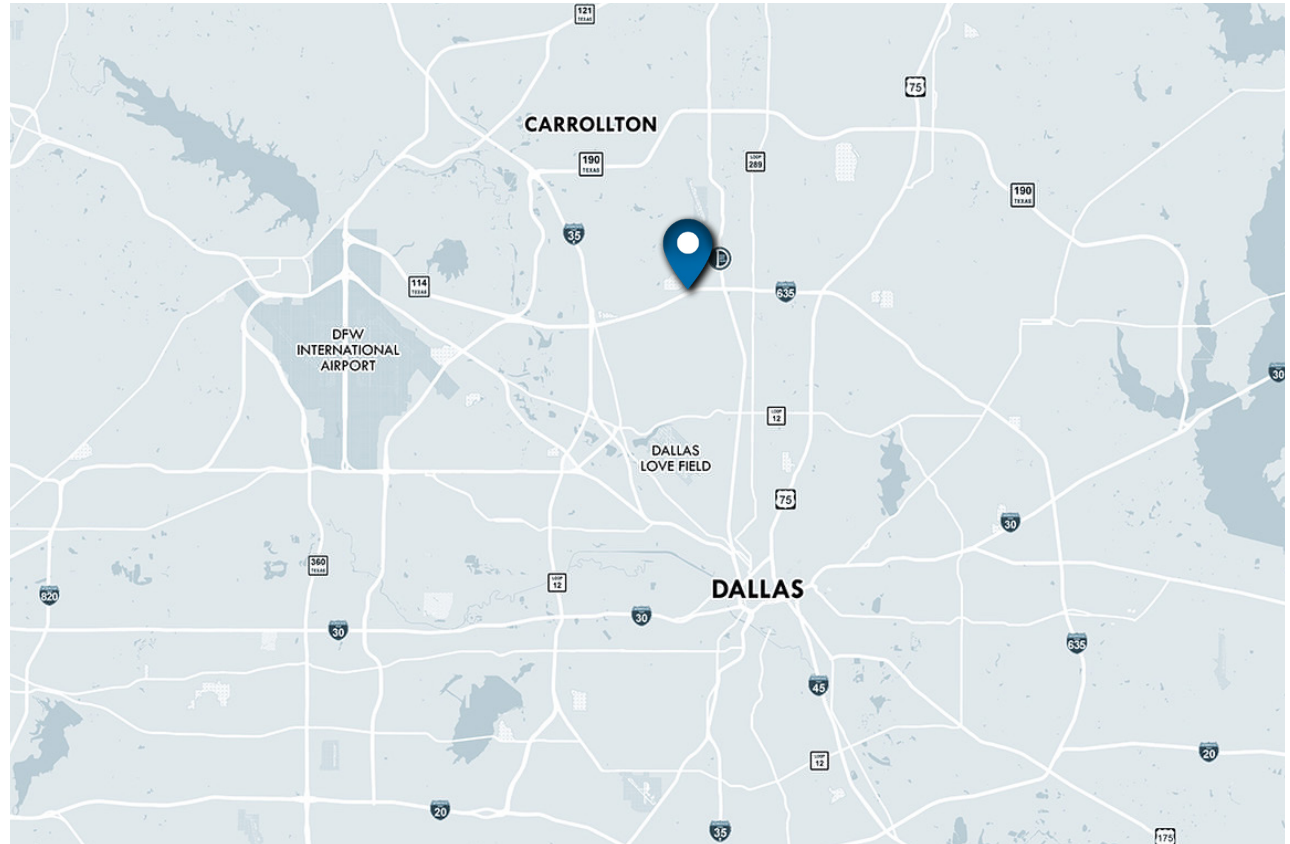 121
TEXAS
75
CARROLLTON
190
TEXAS
LOOP
289
190
TEXAS
35
D
114
TEXAS
635
DFW
INTERNATIONAL
AIRPORT
30
LOOP
12
DALLAS
LOVE FIELD
75
30
360
TEXAS
LOOP
12
DALLAS
820
30
30
635
45
20
LOOP
12
20
35
175